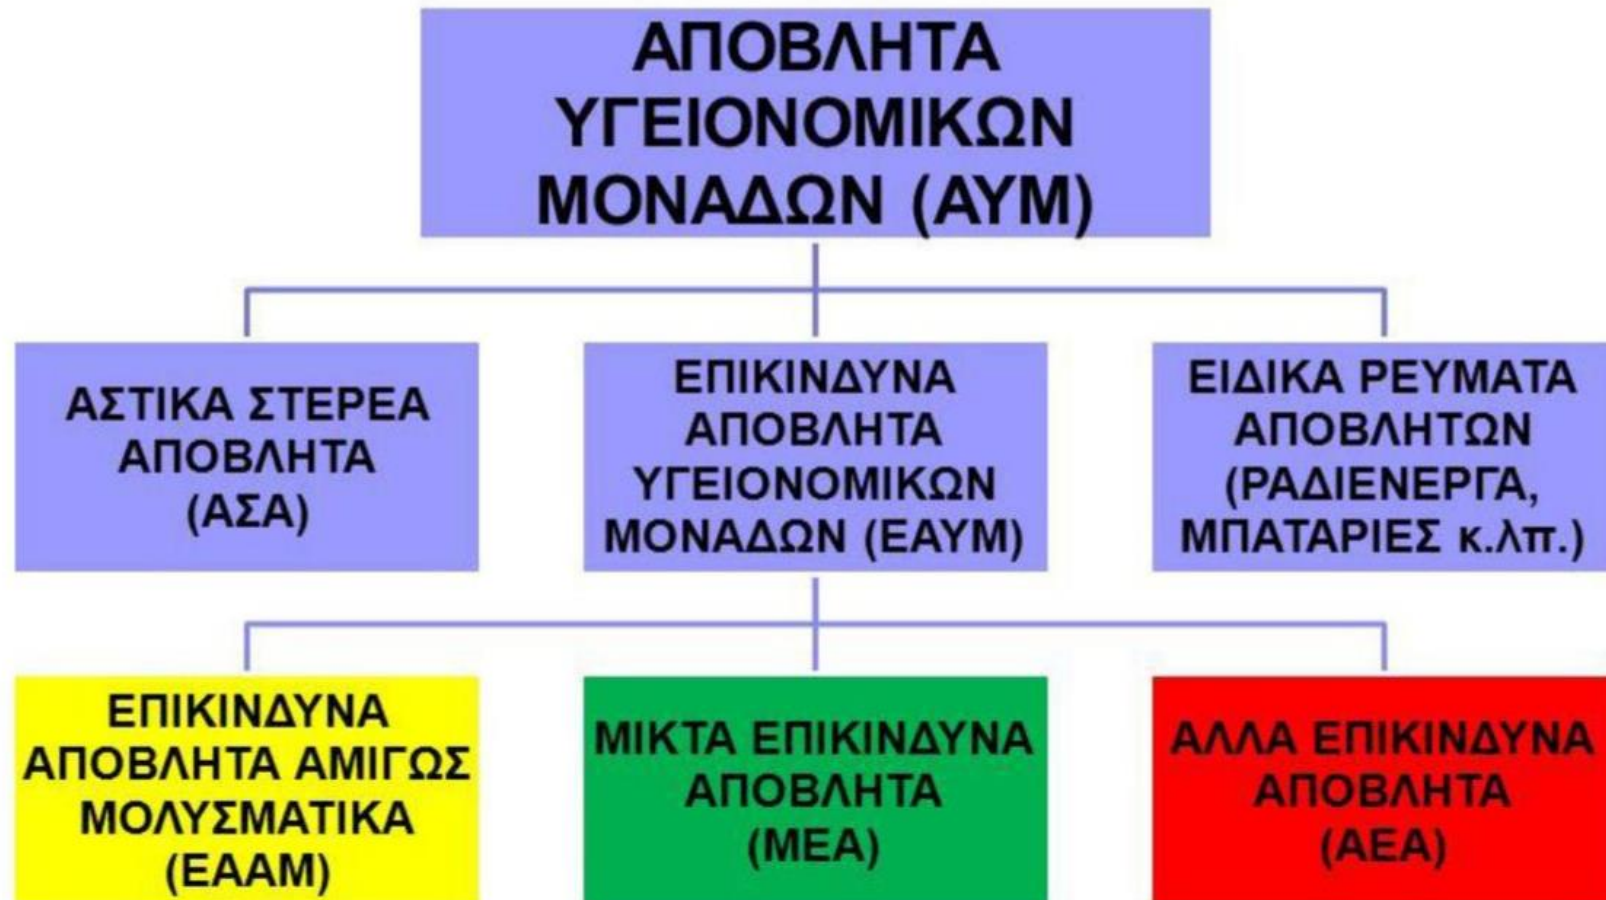 ΑΠΟΒΛΗΤΑ
ΥΓΕΙΟΝΟΜΙΚΩΝ
ΜΟΝΑΔΩΝ (ΑΥΜ)
ΑΣΤΙΚΑ ΣΤΕΡΕΑ
ΑΠΟΒΛΗΤΑ
(ΑΣΑ)
ΕΠΙΚΙΝΔΥΝΑ
ΑΠΟΒΛΗΤΑ
ΥΓΕΙΟΝΟΜΙΚΩΝ
ΜΟΝΑΔΩΝ (ΕΑΥΜ)
ΕΙΔΙΚΑ ΡΕΥΜΑΤΑ
ΑΠΟΒΛΗΤΩΝ
(ΡΑΔΙΕΝΕΡΓΑ,
ΜΠΑΤΑΡΙΕΣ κ.λπ.)
ΕΠΙΚΙΝΔΥΝΑ
ΑΠΟΒΛΗΤΑ ΑΜΙΓΩΣ
ΜΟΛΥΣΜΑΤΙΚΑ
(ΕΑΑΜ)
ΜΙΚΤΑ ΕΠΙΚΙΝΔΥΝΑ
ΑΠΟΒΛΗΤΑ
(ΜΕΑ)
ΑΛΛΑ ΕΠΙΚΙΝΔΥΝΑ
ΑΠΟΒΛΗΤΑ
(ΑΕΑ)